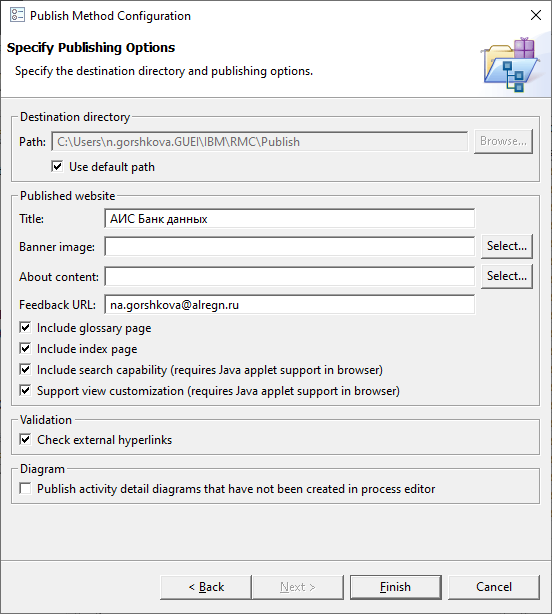 Publish Method Configuration
Specify Publishing Options
Specify the destination directory and publishing options.
Destination directory
Path: C:\Users\n.gorshkova.GUEI\IBM\RMC\Publish Browse...
Use default path
Published website
Title: АИС Банк данных
Banner image: Select...
About content: Select...
Feedback URL: na.gorshkova@alregn.ru
Include glossary page
Include index page
Include search capability (requires Java applet support in browser)
Support view customization (requires Java applet support in browser)
Validation
Check external hyperlinks
Diagram
Publish activity detail diagrams that have not been created in process editor
< Back Next > Finish Cancel